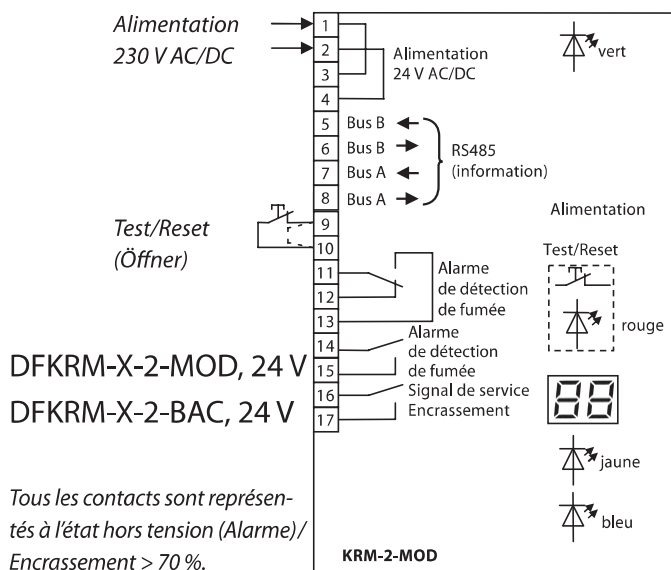 Alimentation
230 V AC/DC
1
2
3
4
5
6
7
8
9
10
11
12
13
14
15
16
17
Alimentation
24 V AC/DC
Bus B
Bus B
Bus A
Bus A
RS485
(information)
Test/Reset
(Öffner)
Alarme
de détection
de fumée
Alarme
de détection
de fumée
Signal de service
Encrassement
DFKRM-X-2-MOD, 24 V
DFKRM-X-2-BAC, 24 V
Tous les contacts sont représen-
tés à l'état hors tension (Alarme)/
Encrassement > 70 %.
vert
Alimentation
Test/Reset
rouge
88
jaune
bleu
KRM-2-MOD